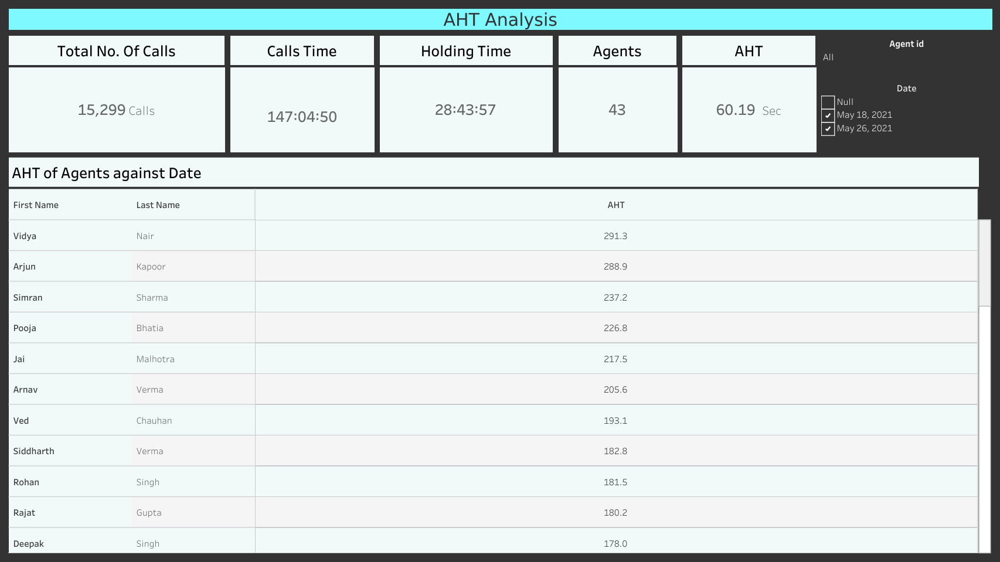 AHT Analysis
Total No. Of Calls
Calls Time
Holding Time
Agents
AHT
15,299 Calls
147:04:50
28:43:57
43
60.19 Sec
Agent id
All
Date
Null
May 18, 2021
May 26, 2021
AHT of Agents against Date
First Name Last Name AHT
Vidya Nair 291.3
Arjun Kapoor 288.9
Simran Sharma 237.2
Pooja Bhatia 226.8
Jai Malhotra 217.5
Arnav Verma 205.6
Ved Chauhan 193.1
Siddharth Verma 182.8
Rohan Singh 181.5
Rajat Gupta 180.2
Deepak Singh 178.0